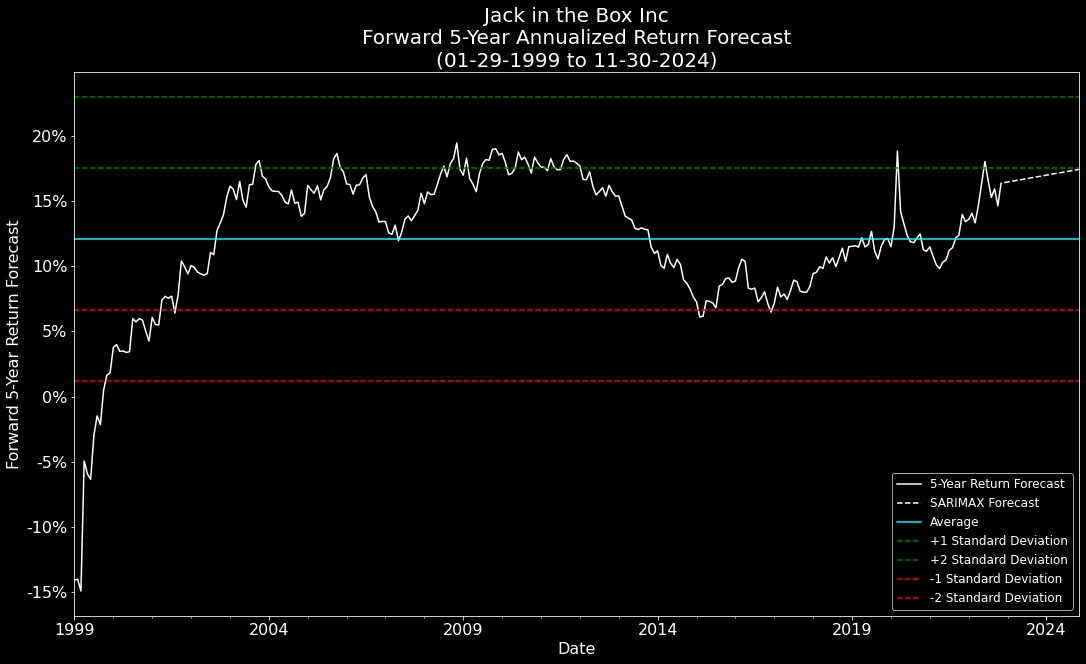 Jack in the Box Inc
Forward 5-Year Annualized Return Forecast
(01-29-1999 to 11-30-2024)
Forward 5-Year Return Forecast
20%
15%
10%
5%
0%
-5%
-10%
-15%
5-Year Return Forecast
SARIMAX Forecast
Average
+1 Standard Deviation
+2 Standard Deviation
-1 Standard Deviation
-2 Standard Deviation
1999 2004 2009 2014 2019 2024
Date